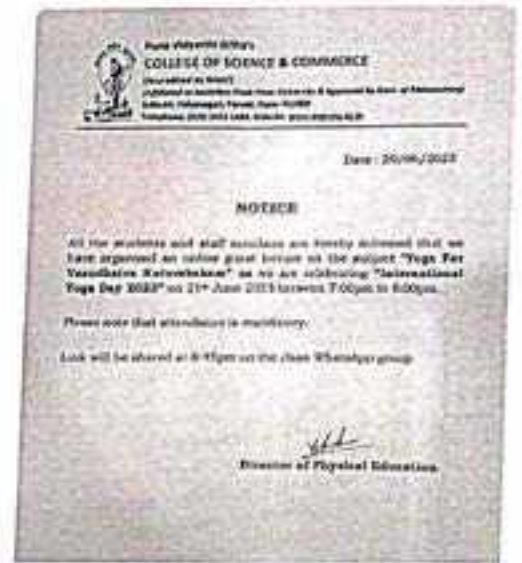 Pune Vidyarthi Griha's
COLLEGE OF SCIENCE & COMMERCE
Date : 20/06/2023
NOTICE
All the students and staff members are hereby informed that we
have organised an online guest lecture on the subject "Yoga For
Vasudhaiva Kutumbakam" as we are celebrating "International
Yoga Day 2023" on 21st June 2023 between 7:00pm to 8:00pm.
Please note that attendance is mandatory.
Link will be shared at 6:45pm on the class WhatsApp group.
Director of Physical Education